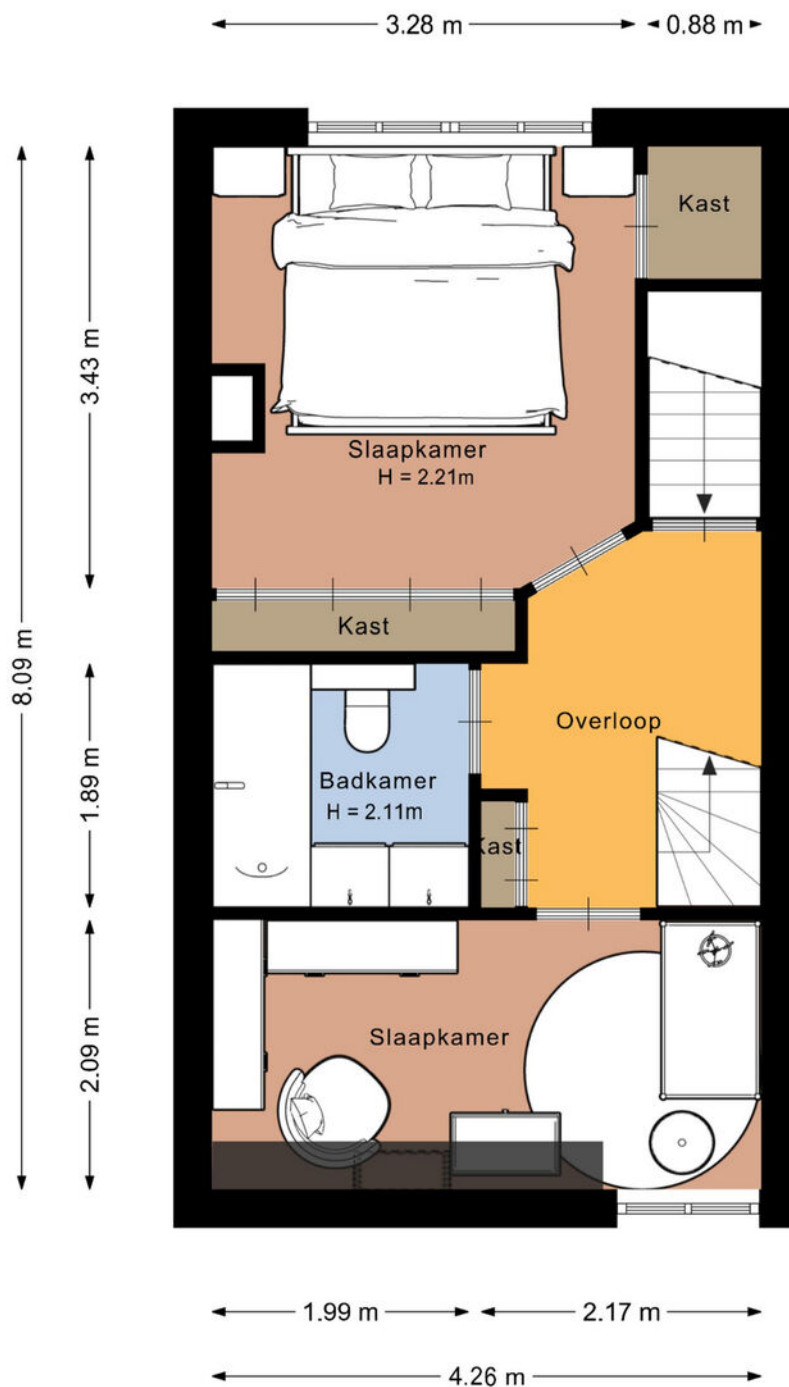 3.28 m
0.88 m
Kast
3.43 m
Slaapkamer
H = 2.21m
Kast
8.09 m
Overloop
1.89 m
Badkamer
H = 2.11m
Kast
2.09 m
Slaapkamer
1.99 m
2.17 m
4.26 m